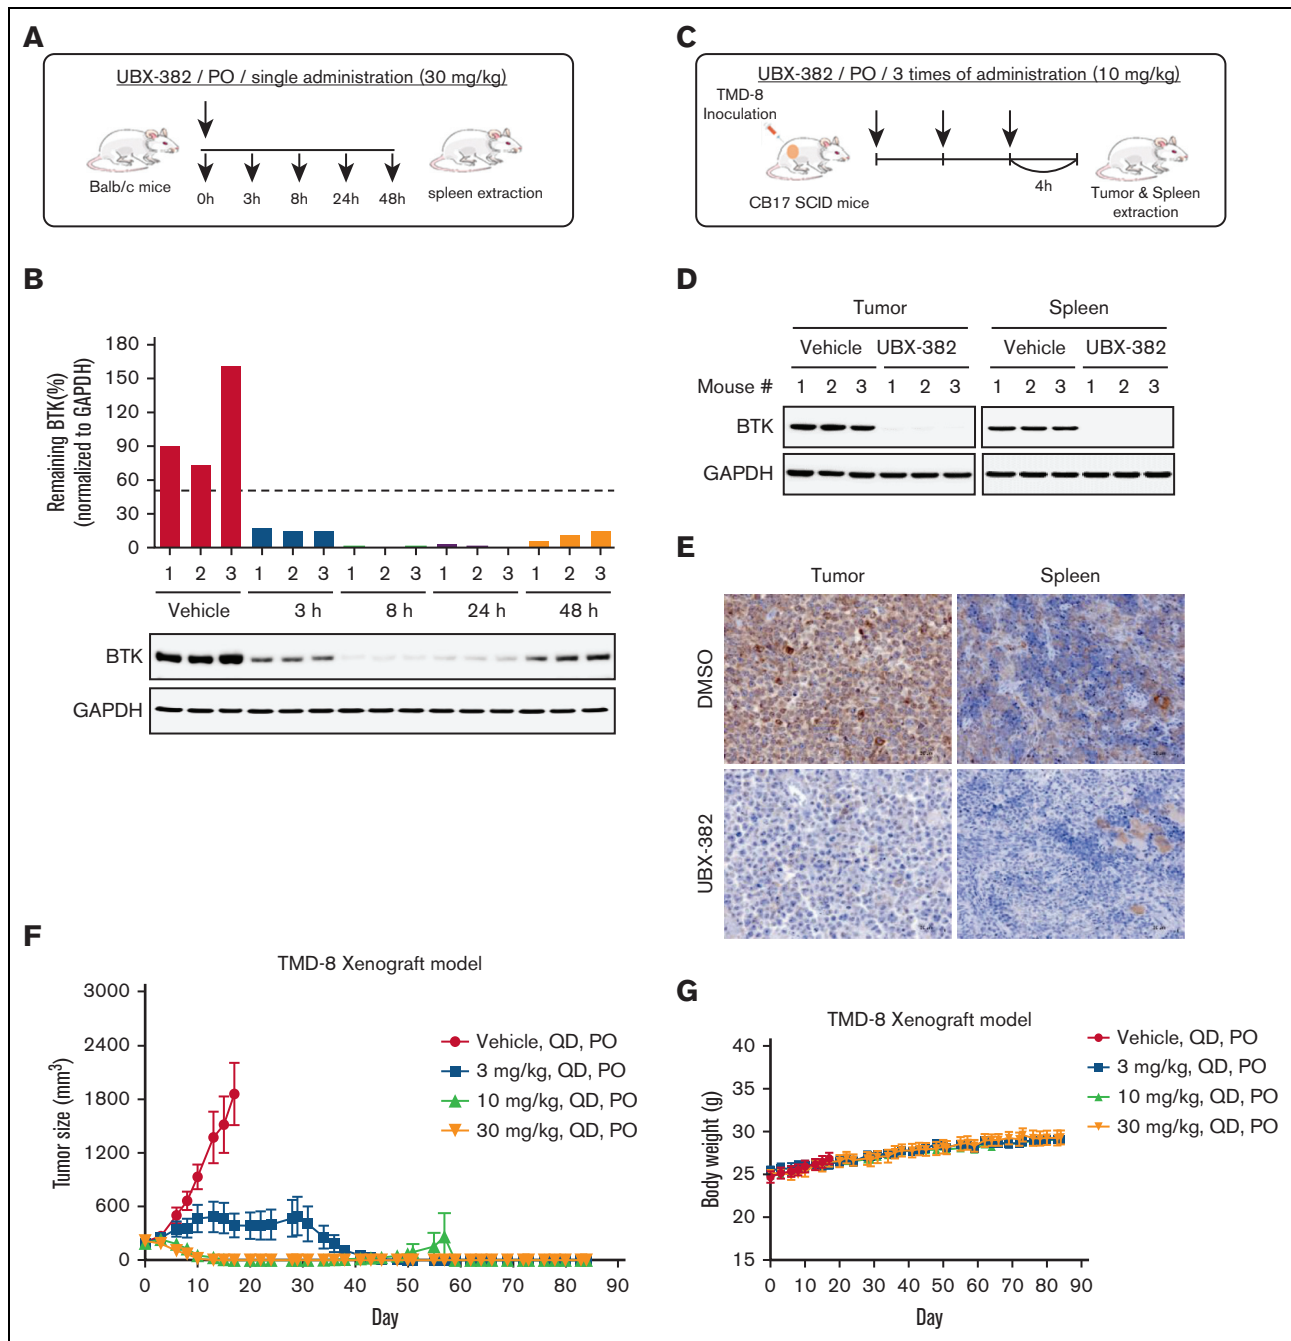 A
UBX-382 / PO / single administration (30 mg/kg)
Balb/c mice
0h 3h 8h 24h 48h
spleen extraction
C
UBX-382 / PO / 3 times of administration (10 mg/kg)
TMD-8
Inoculation
CB17 SCID mice
4h
Tumor & Spleen
extraction
B
Remaining BTK(%)
(normalized to GAPDH)
180
150
120
90
60
30
0
1 2 3 1 2 3 1 2 3 1 2 3 1 2 3
Vehicle 3 h 8 h 24 h 48 h
BTK
GAPDH
D
Tumor Spleen
Vehicle UBX-382 Vehicle UBX-382
Mouse # 1 2 3 1 2 3 1 2 3 1 2 3
BTK
GAPDH
E
Tumor Spleen
DMSO
UBX-382
F
TMD-8 Xenograft model
Tumor size (mm³)
3000
2400
1800
1200
600
0
0 10 20 30 40 50 60 70 80 90
Day
Vehicle, QD, PO
3 mg/kg, QD, PO
10 mg/kg, QD, PO
30 mg/kg, QD, PO
G
TMD-8 Xenograft model
Body weight (g)
40
35
30
25
20
15
0 10 20 30 40 50 60 70 80 90
Day
Vehicle, QD, PO
3 mg/kg, QD, PO
10 mg/kg, QD, PO
30 mg/kg, QD, PO